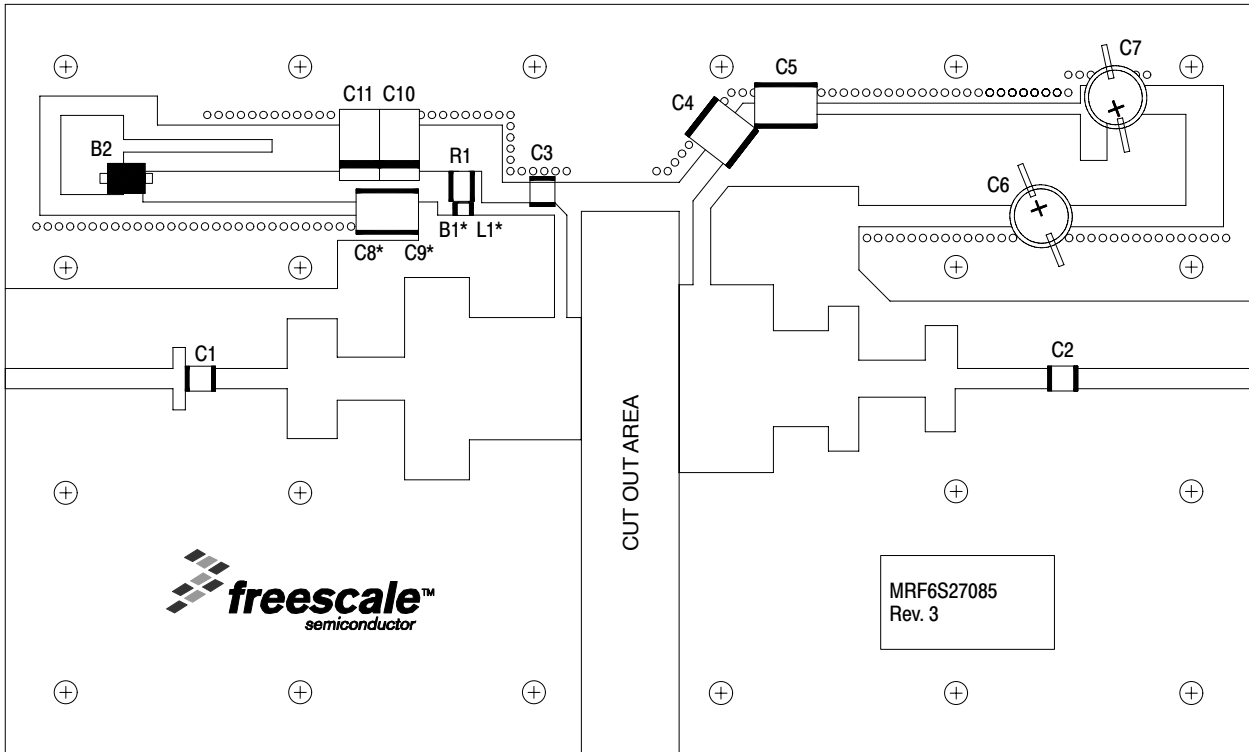 C7
C11 C10
C5
C4
B2
R1
C3
C6
B1* L1*
C8* C9*
C1
C2
CUT OUT AREA
MRF6S27085
Rev. 3
freescale™
semiconductor